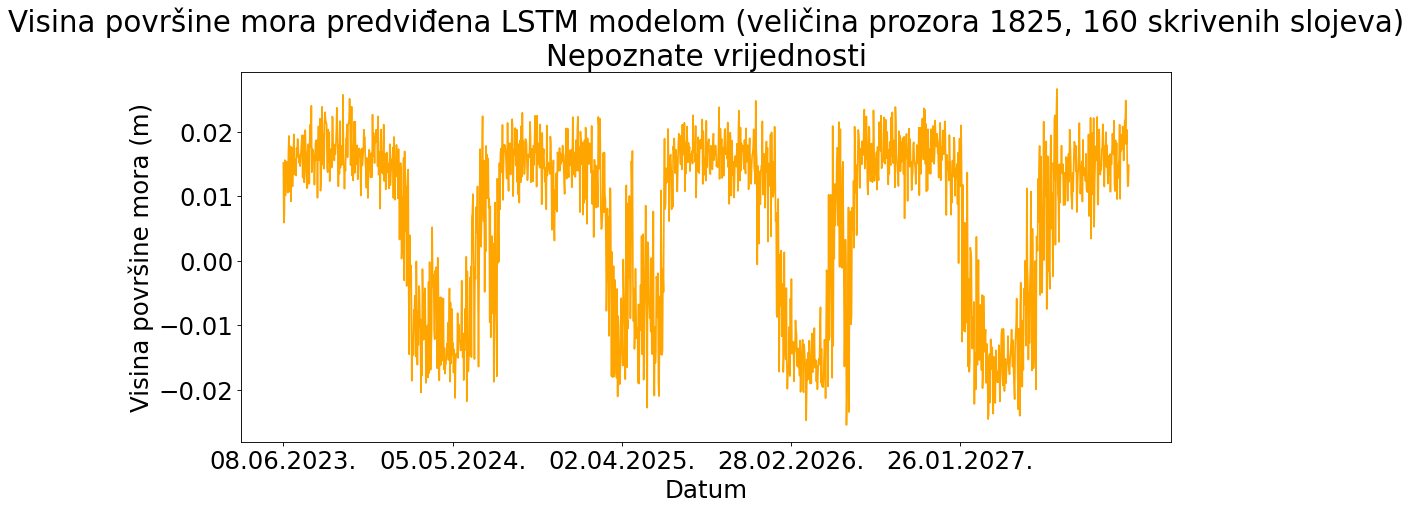 Visina površine mora predviđena LSTM modelom (veličina prozora 1825, 160 skrivenih slojeva)
Nepoznate vrijednosti
Visina površine mora (m)
0.02
0.01
0.00
−0.01
−0.02
08.06.2023. 05.05.2024. 02.04.2025. 28.02.2026. 26.01.2027.
Datum